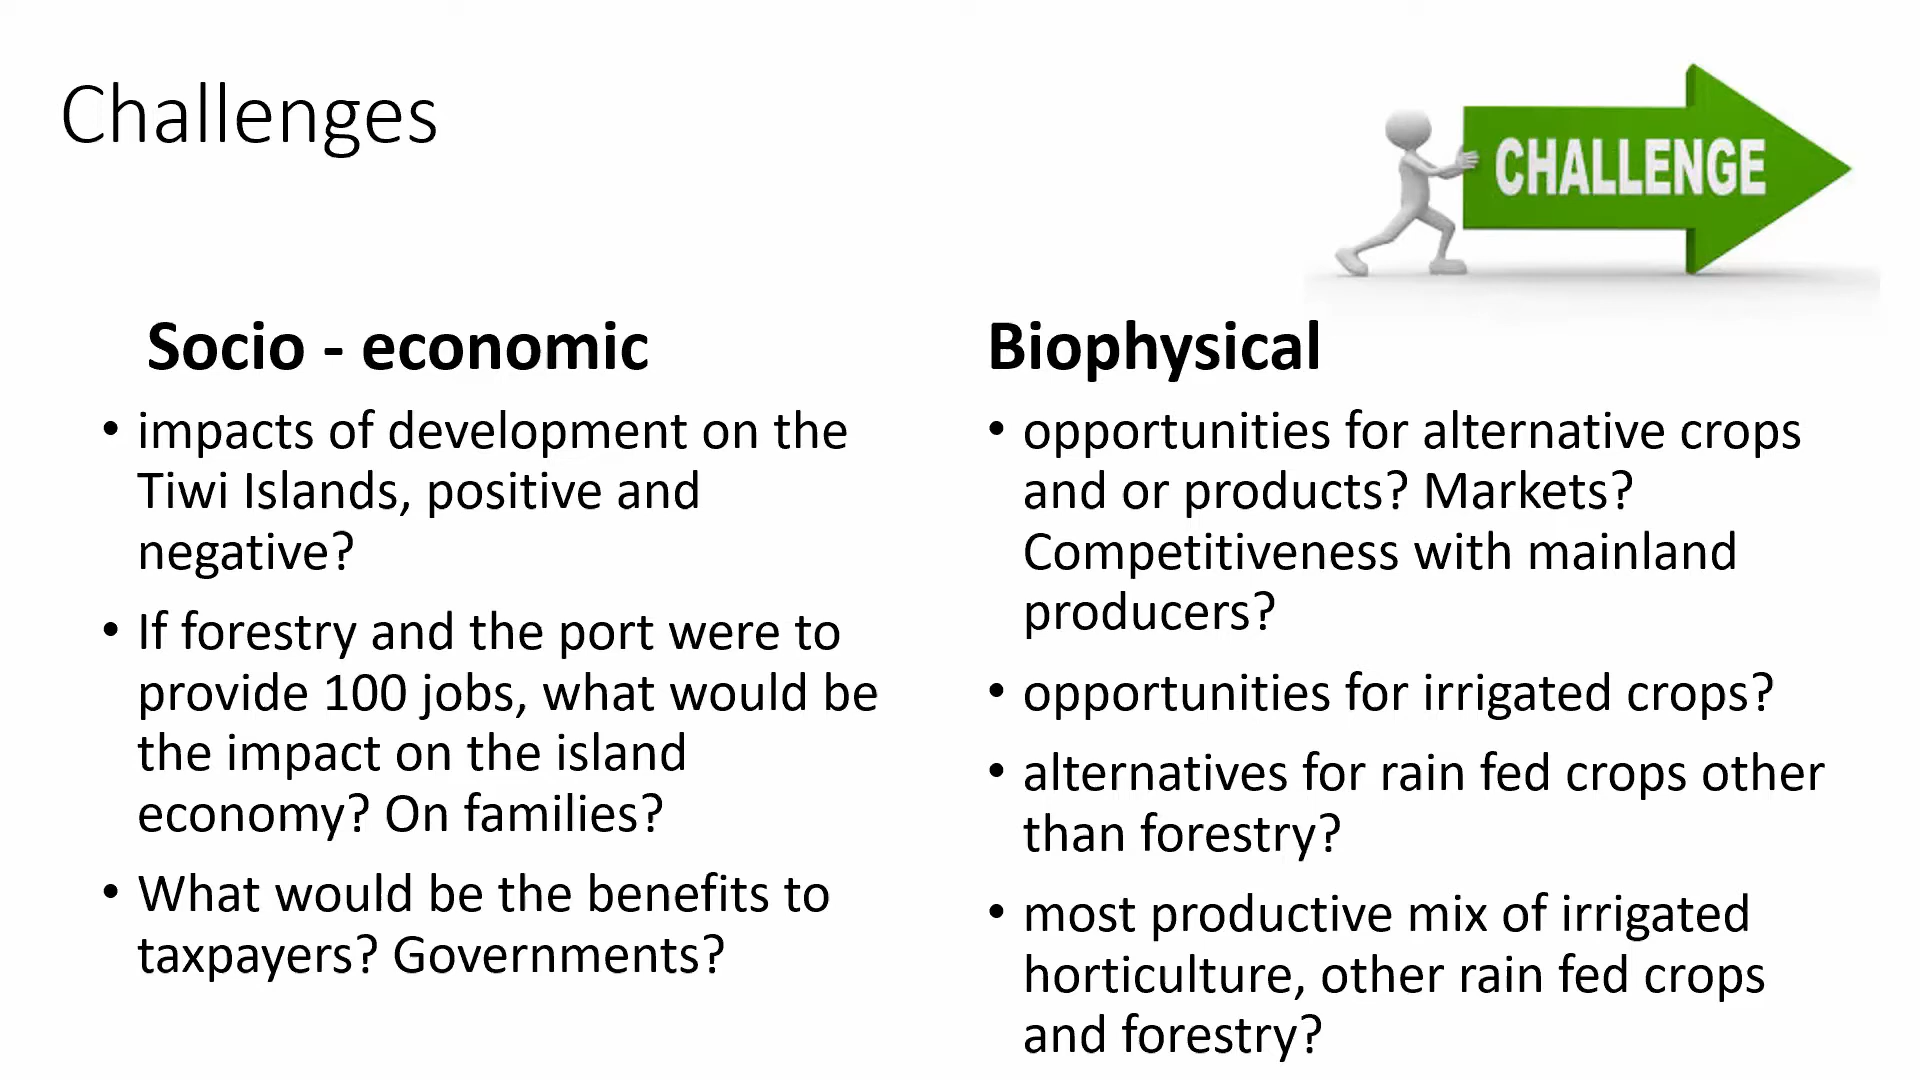 Challenges
CHALLENGE
Socio - economic
• impacts of development on the
Tiwi Islands, positive and
negative?
• If forestry and the port were to
provide 100 jobs, what would be
the impact on the island
economy? On families?
• What would be the benefits to
taxpayers? Governments?
Biophysical
• opportunities for alternative crops
and or products? Markets?
Competitiveness with mainland
producers?
• opportunities for irrigated crops?
• alternatives for rain fed crops other
than forestry?
• most productive mix of irrigated
horticulture, other rain fed crops
and forestry?